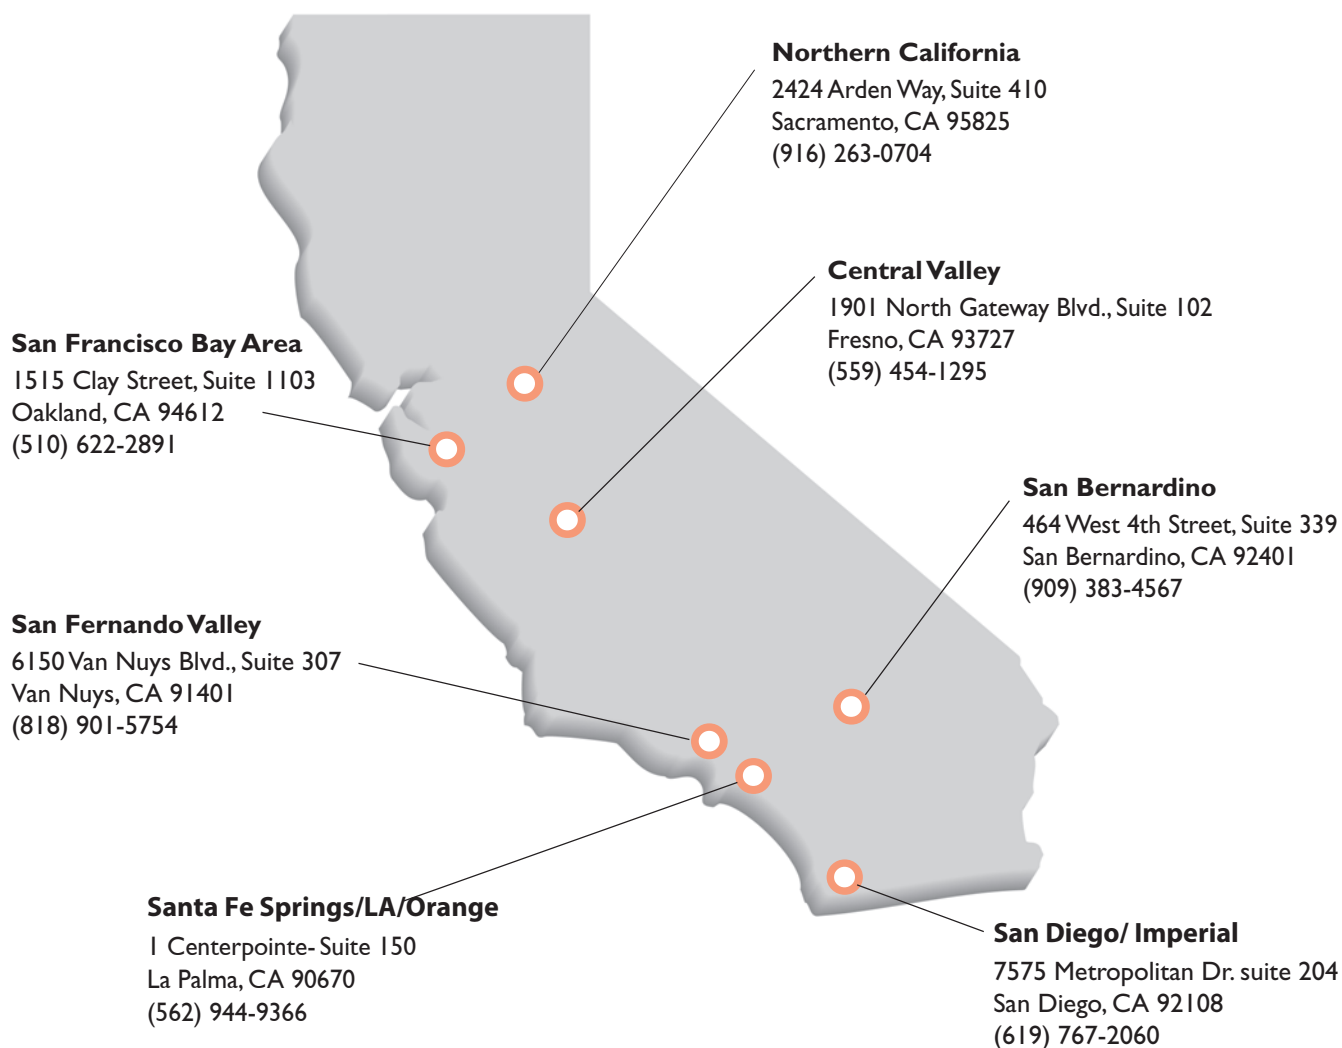 Northern California
2424 Arden Way, Suite 410
Sacramento, CA 95825
(916) 263-0704
Central Valley
1901 North Gateway Blvd., Suite 102
Fresno, CA 93727
(559) 454-1295
San Francisco Bay Area
1515 Clay Street, Suite 1103
Oakland, CA 94612
(510) 622-2891
San Bernardino
464 West 4th Street, Suite 339
San Bernardino, CA 92401
(909) 383-4567
San Fernando Valley
6150 Van Nuys Blvd., Suite 307
Van Nuys, CA 91401
(818) 901-5754
Santa Fe Springs/LA/Orange
1 Centerpointe- Suite 150
La Palma, CA 90670
(562) 944-9366
San Diego/ Imperial
7575 Metropolitan Dr. suite 204
San Diego, CA 92108
(619) 767-2060